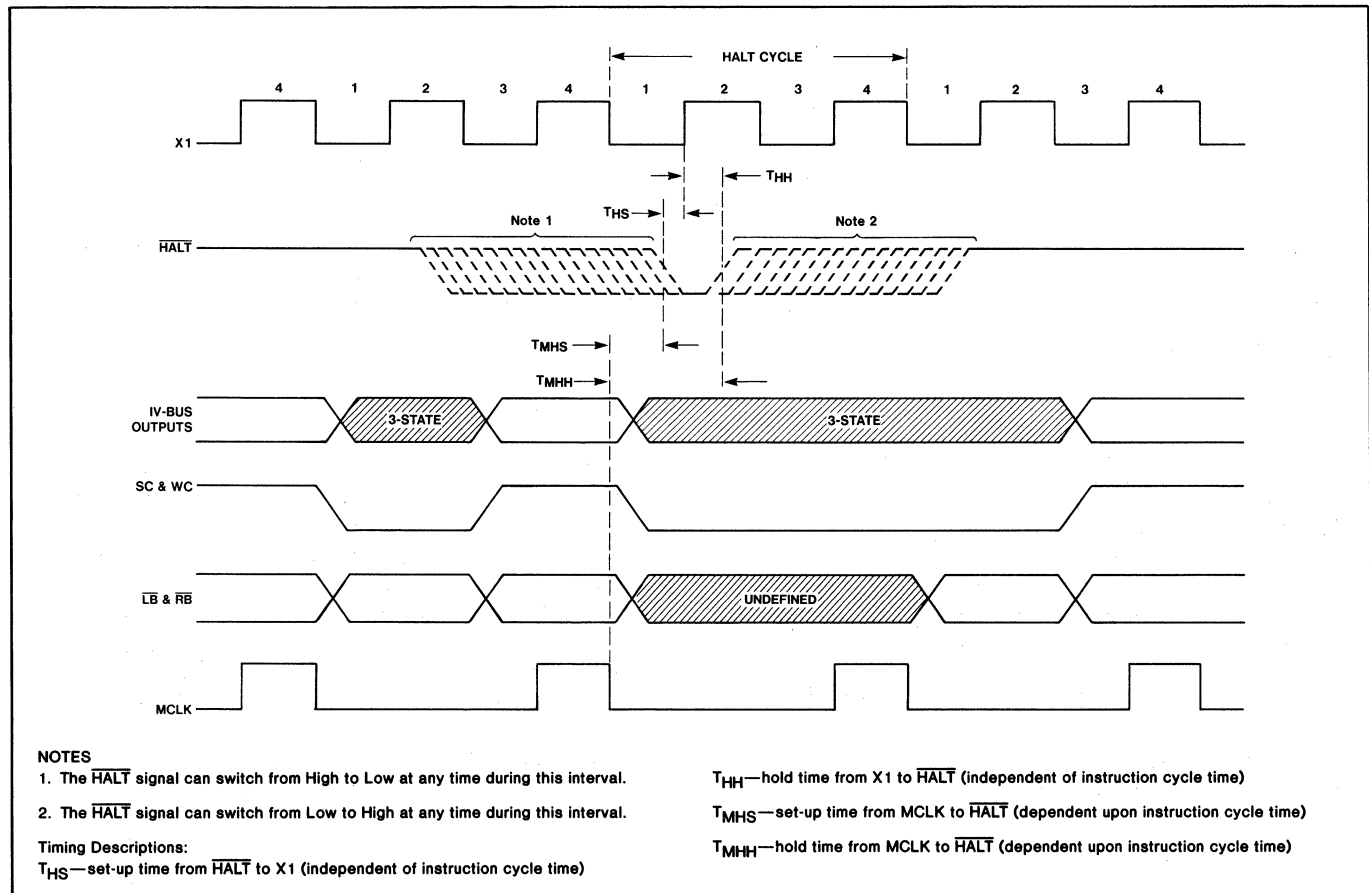 HALT CYCLE
4 1 2 3 4 1 2 3 4 1 2 3 4
X1
THH
THS
Note 1
Note 2
HALT
TMHS
TMHH
IV-BUS
OUTPUTS
3-STATE
3-STATE
SC & WC
LB & RB
UNDEFINED
MCLK
NOTES
1. The HALT signal can switch from High to Low at any time during this interval.
2. The HALT signal can switch from Low to High at any time during this interval.
Timing Descriptions:
THS—set-up time from HALT to X1 (independent of instruction cycle time)
THH—hold time from X1 to HALT (independent of instruction cycle time)
TMHS—set-up time from MCLK to HALT (dependent upon instruction cycle time)
TMHH—hold time from MCLK to HALT (dependent upon instruction cycle time)